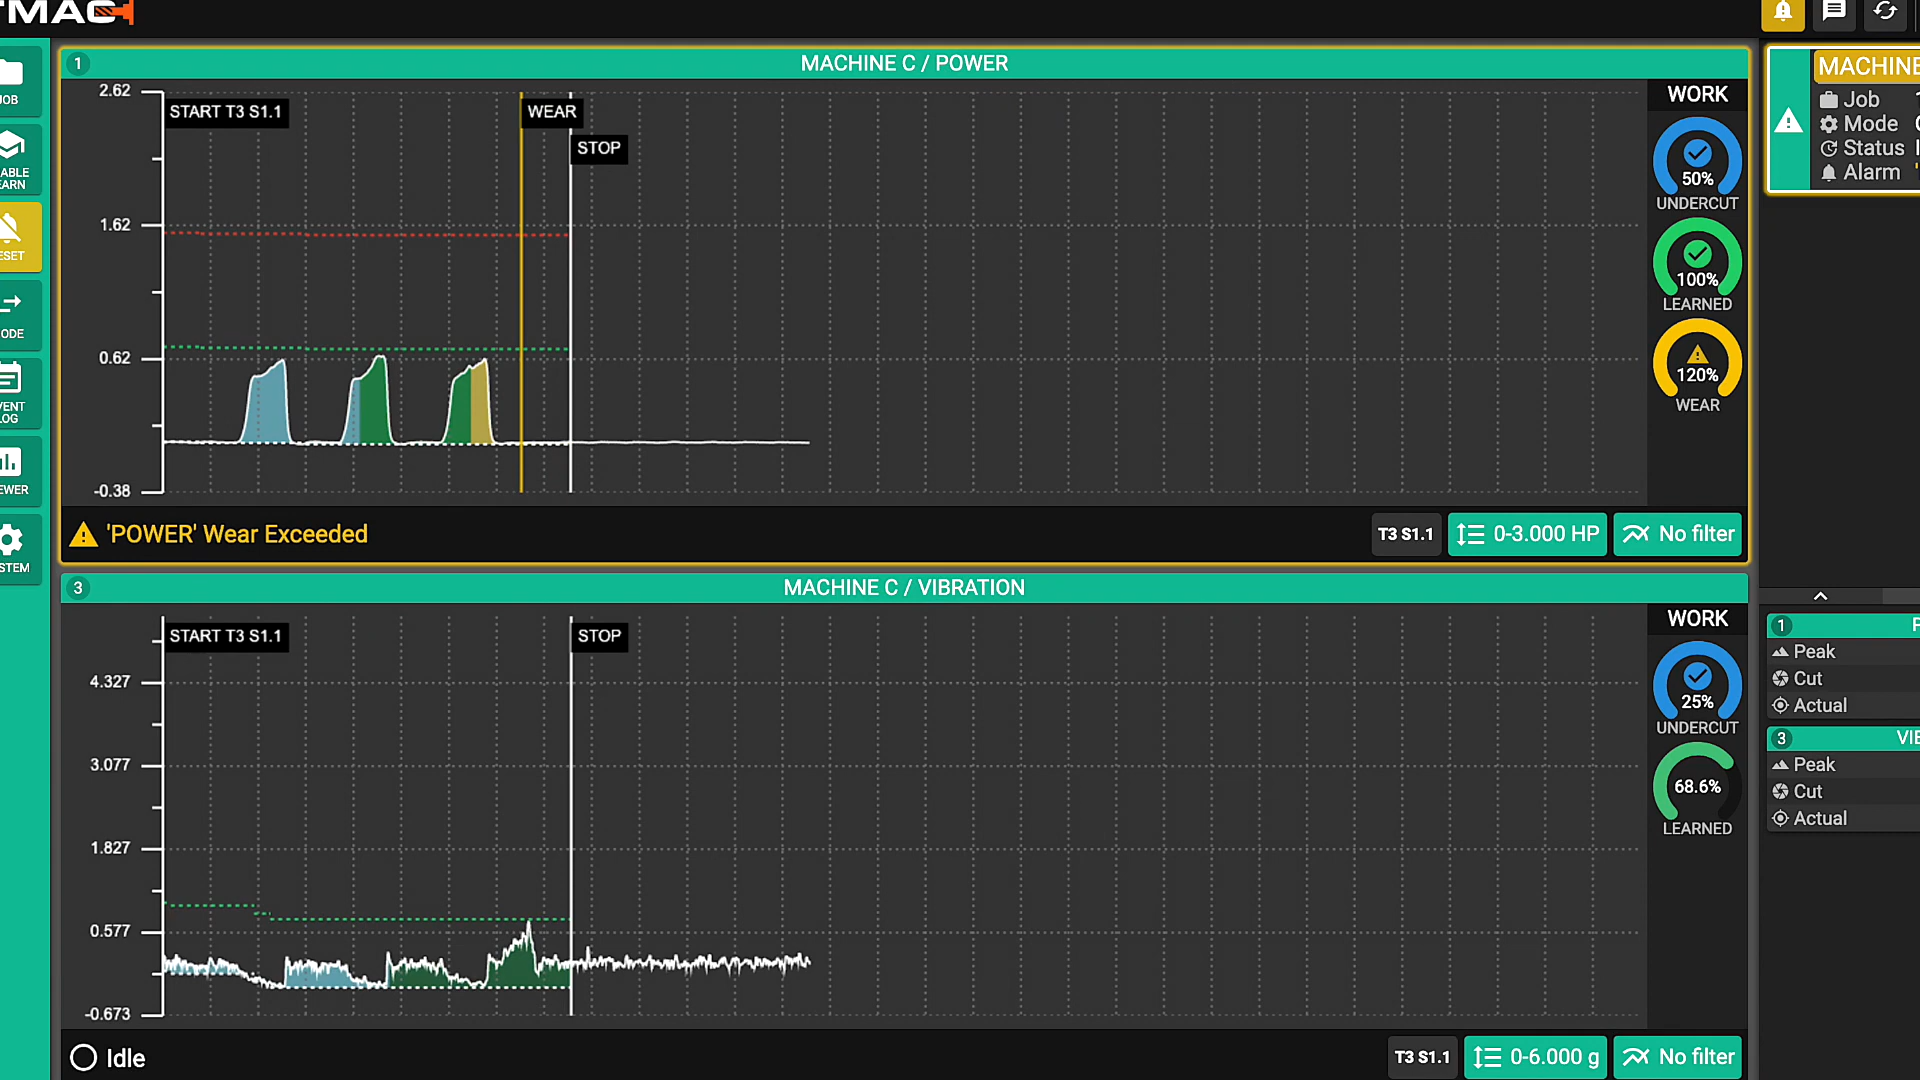 TMAC
1
MACHINE C / POWER
2.62
1.62
0.62
-0.38
START T3 S1.1
WEAR
STOP
WORK
50%
UNDERCUT
100%
LEARNED
120%
WEAR
'POWER' Wear Exceeded
T3 S1.1
0-3.000 HP
No filter
3
MACHINE C / VIBRATION
4.327
3.077
1.827
0.577
-0.673
START T3 S1.1
STOP
WORK
25%
UNDERCUT
68.6%
LEARNED
Idle
T3 S1.1
0-6.000 g
No filter
JOB
ABLE
EARN
ESET
ODE
VENT
LOG
EWER
STEM
MACHINE
Job
Mode
Status
Alarm
1
Peak
Cut
Actual
3
VIE
Peak
Cut
Actual